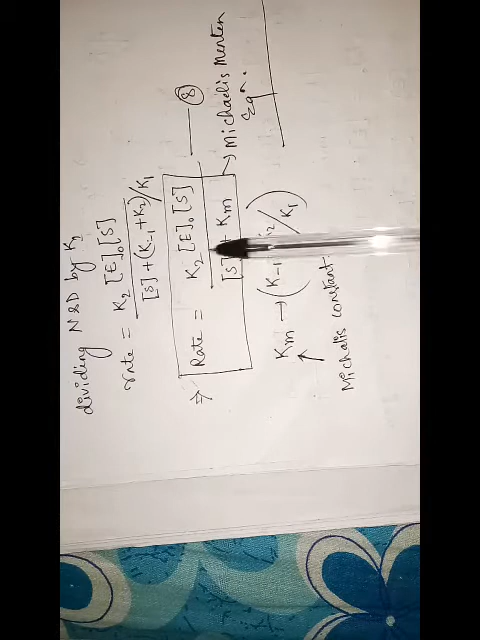 dividing N & D by K1
rate = K2 [E]0 [S] / [S] + (K-1 + K2)/K1
⇒ Rate = K2 [E]0 [S] / [S] + Km —— ⑧
→ Michaelis Menten Eqn.
Km → (K-1 K2 / K1)
↑
Michalis constant.